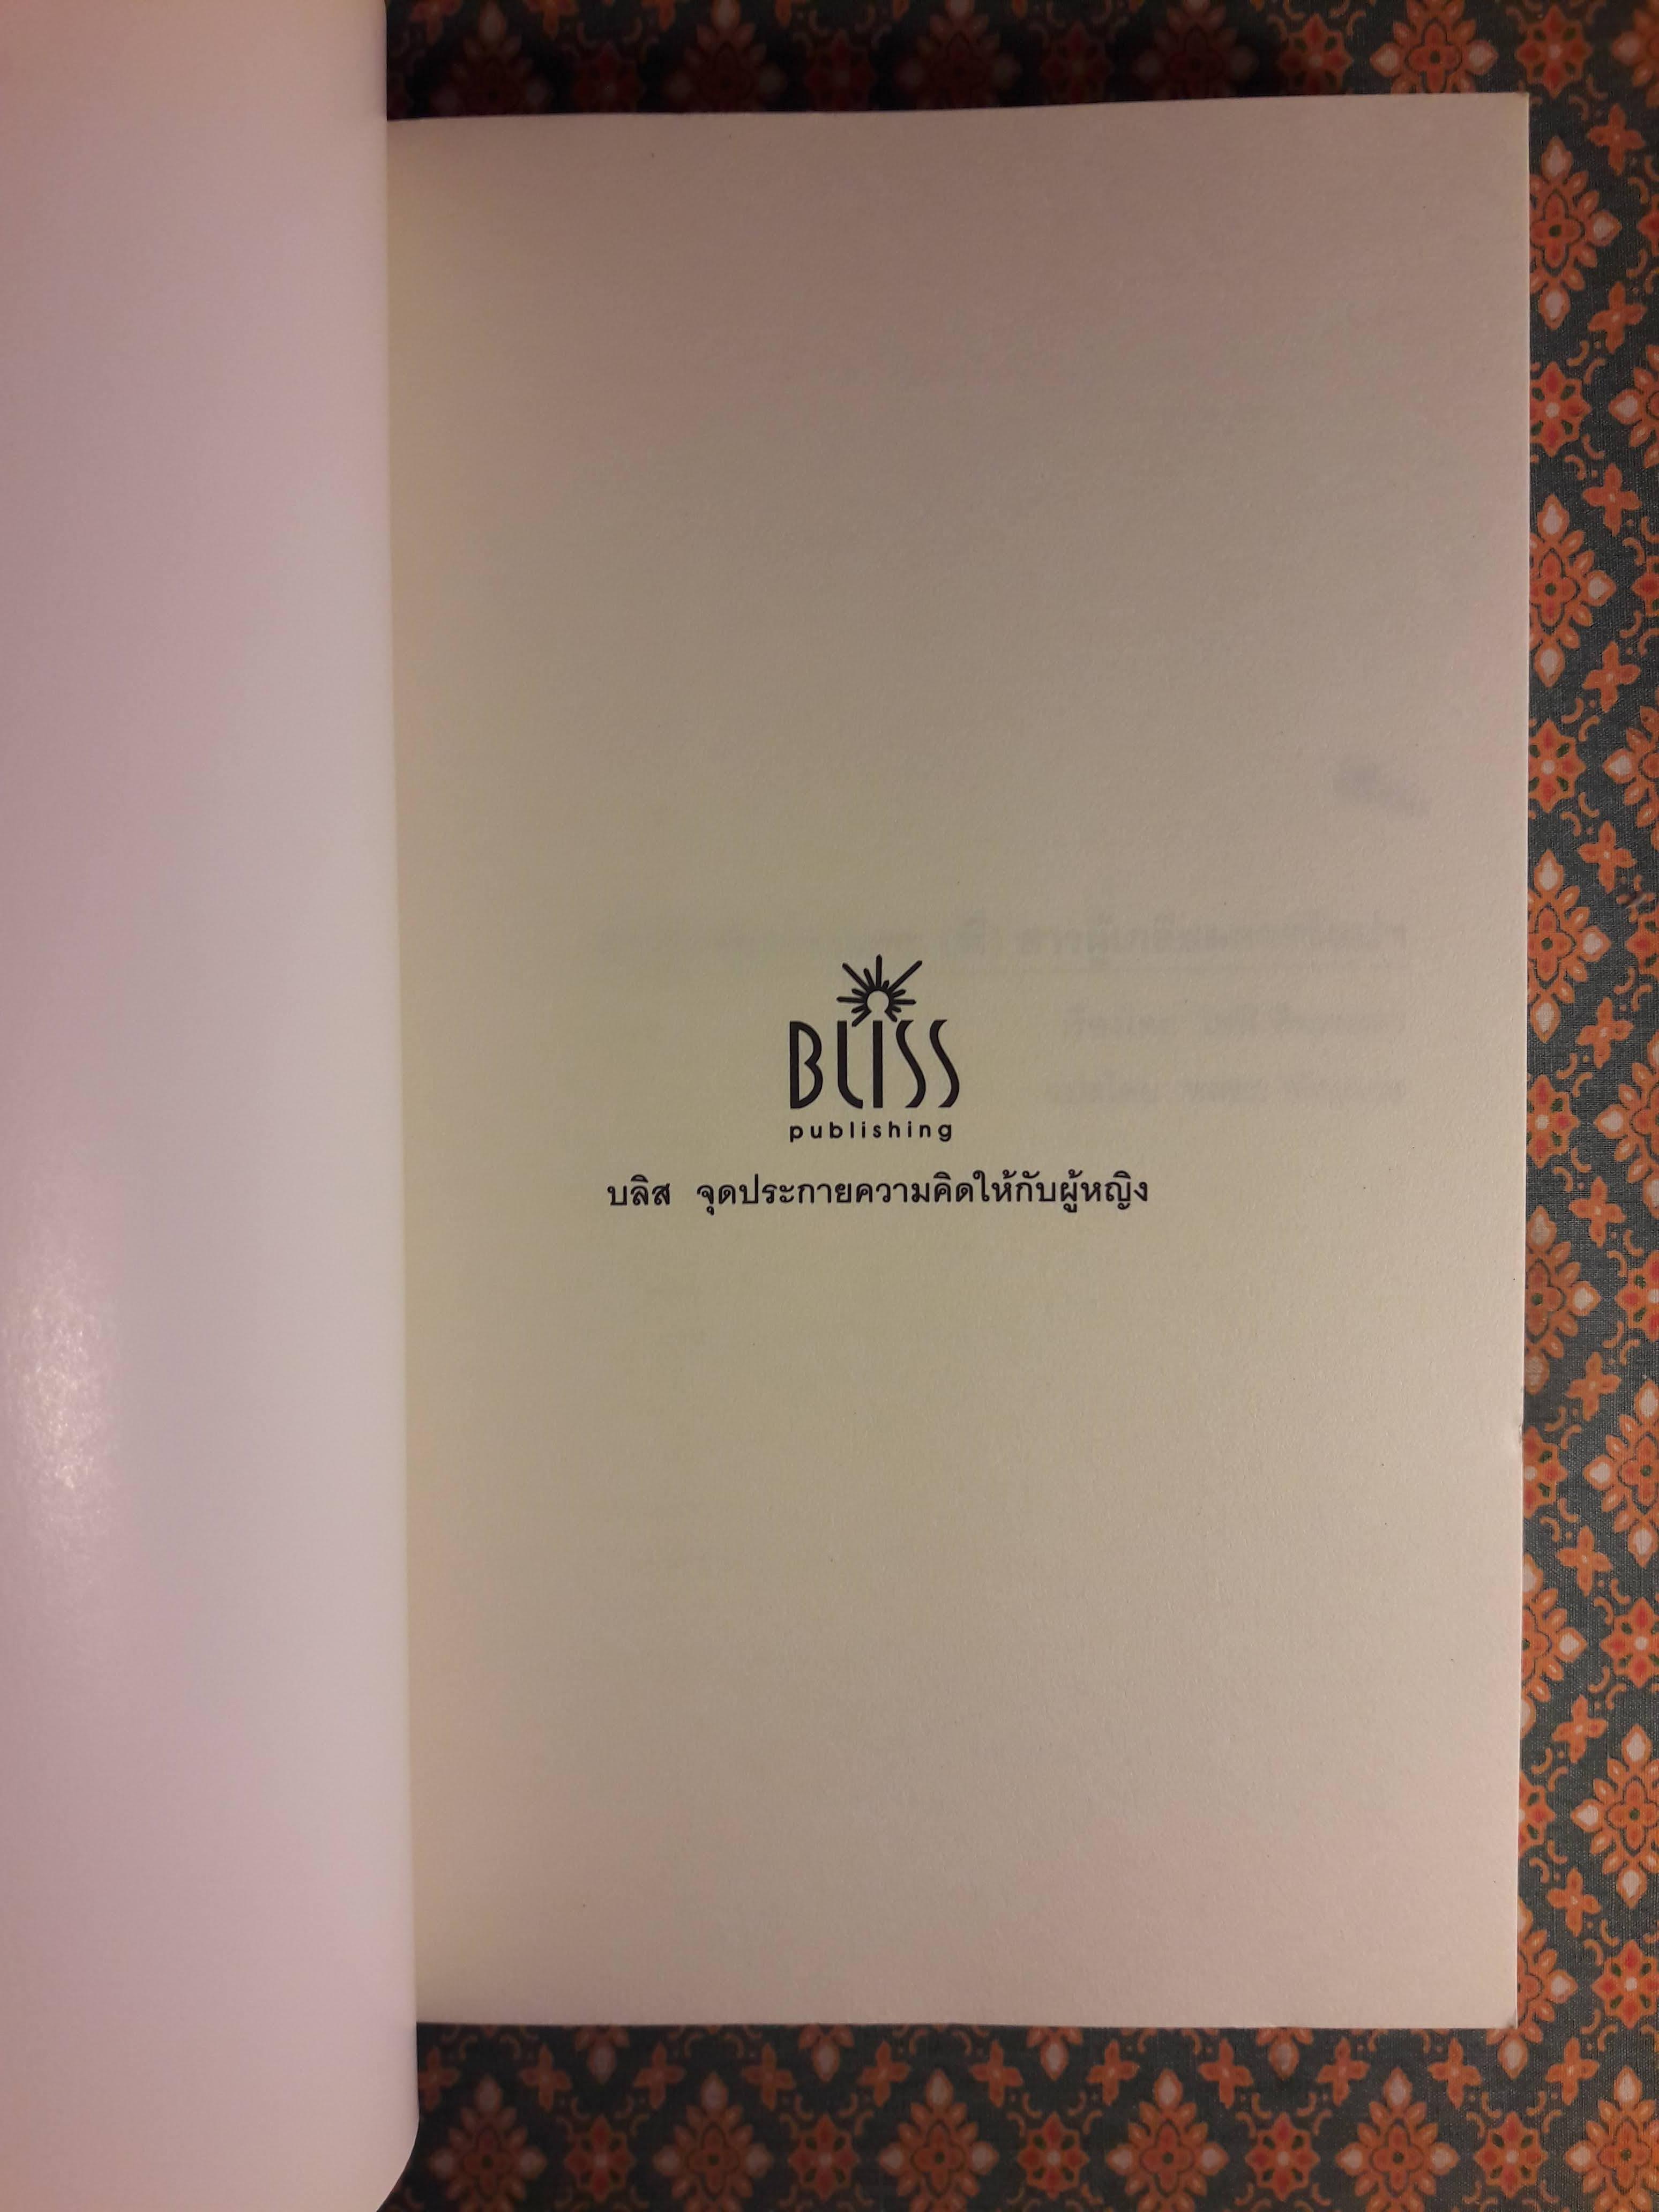 BLISS
publishing
บลิส จุดประกายความคิดให้กับผู้หญิง